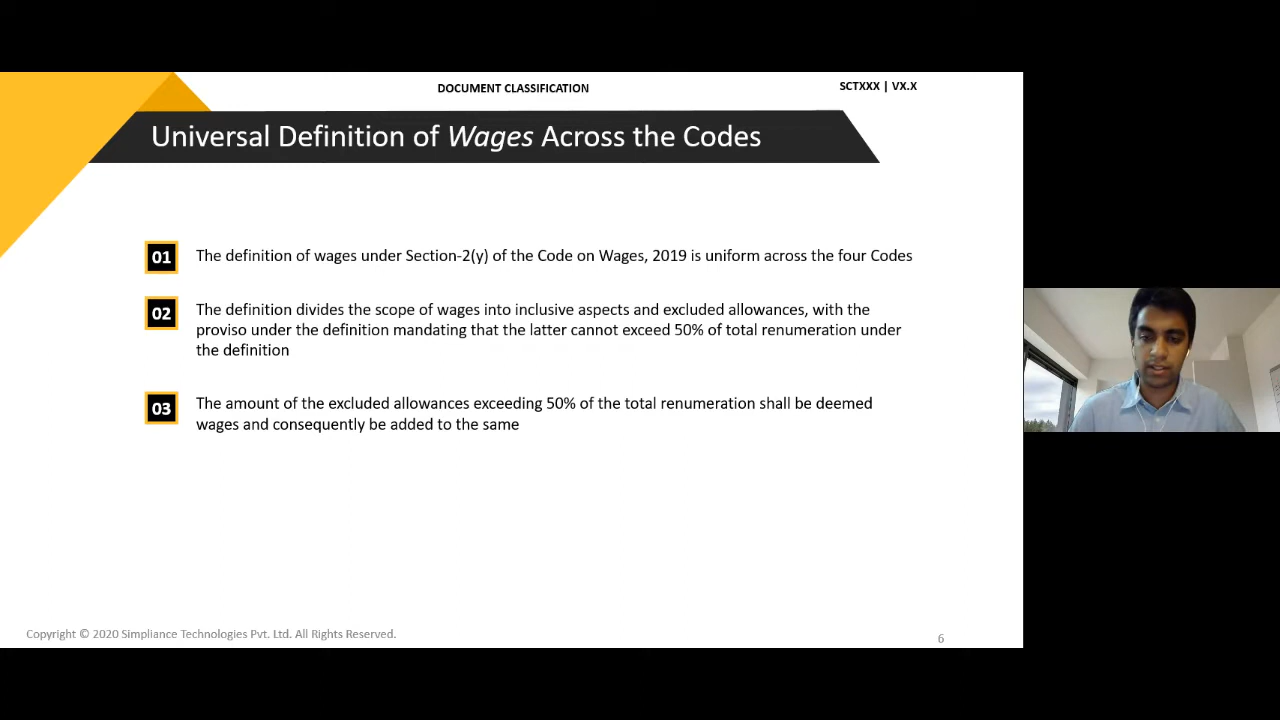 DOCUMENT CLASSIFICATION
SCTXXX | VX.X
Universal Definition of Wages Across the Codes
01
The definition of wages under Section-2(y) of the Code on Wages, 2019 is uniform across the four Codes
02
The definition divides the scope of wages into inclusive aspects and excluded allowances, with the
proviso under the definition mandating that the latter cannot exceed 50% of total renumeration under
the definition
03
The amount of the excluded allowances exceeding 50% of the total renumeration shall be deemed
wages and consequently be added to the same
Copyright © 2020 Simpliance Technologies Pvt. Ltd. All Rights Reserved.
6